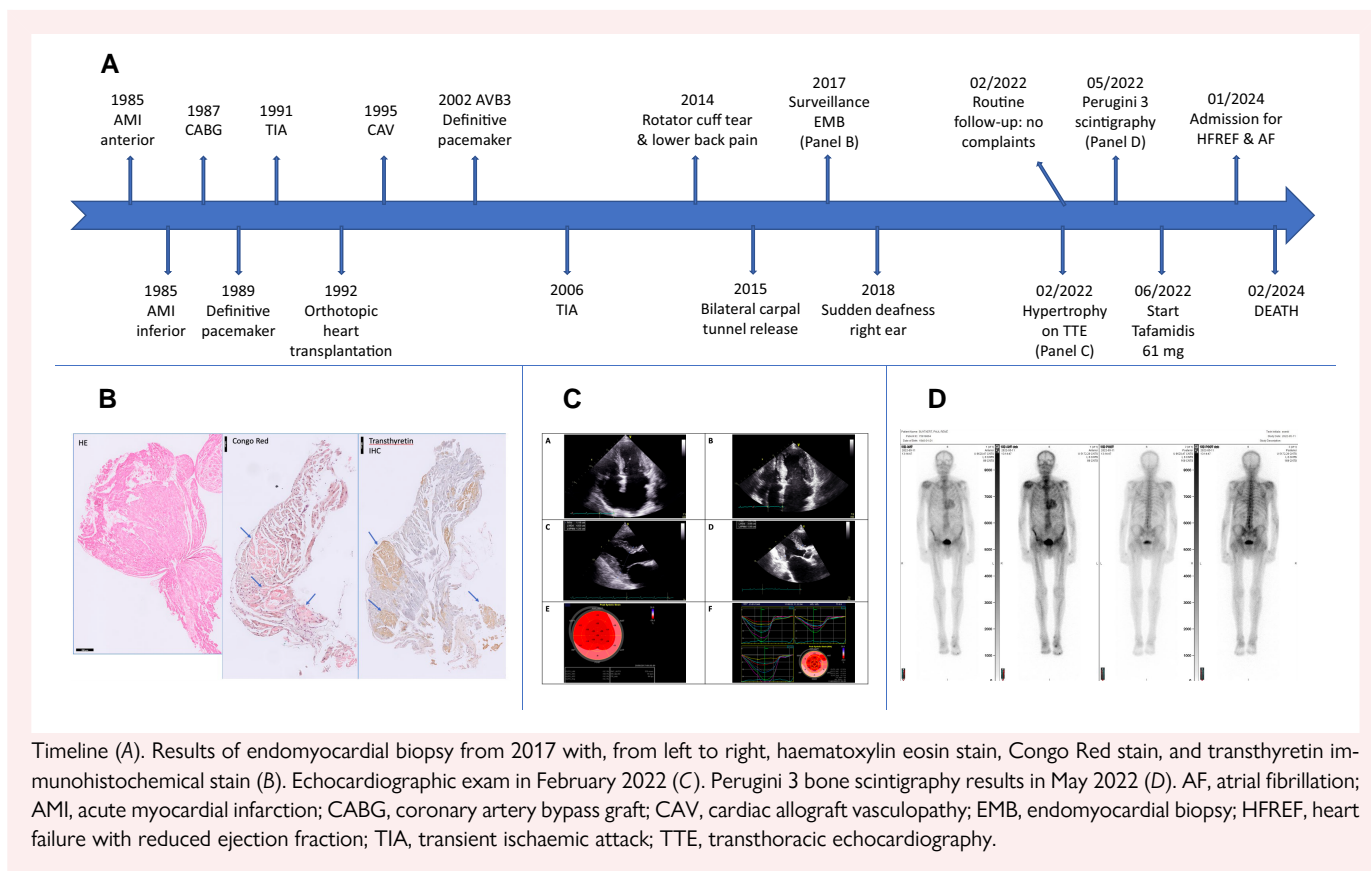 A
1985
AMI
anterior
1987
CABG
1991
TIA
1995
CAV
2002 AVB3
Definitive
pacemaker
2014
Rotator cuff tear
& lower back pain
2017
Surveillance
EMB
(Panel B)
02/2022
Routine
follow-up: no
complaints
05/2022
Perugini 3
scintigraphy
(Panel D)
01/2024
Admission for
HFREF & AF
1985
AMI
inferior
1989
Definitive
pacemaker
1992
Orthotopic
heart
transplantation
2006
TIA
2015
Bilateral carpal
tunnel release
2018
Sudden deafness
right ear
02/2022
Hypertrophy
on TTE
(Panel C)
06/2022
Start
Tafamidis
61 mg
02/2024
DEATH
B
HE
Congo Red
Transthyretin
IHC
C
A
B
C
D
E
F
D
Timeline (A). Results of endomyocardial biopsy from 2017 with, from left to right, haematoxylin eosin stain, Congo Red stain, and transthyretin im-
munohistochemical stain (B). Echocardiographic exam in February 2022 (C). Perugini 3 bone scintigraphy results in May 2022 (D). AF, atrial fibrillation;
AMI, acute myocardial infarction; CABG, coronary artery bypass graft; CAV, cardiac allograft vasculopathy; EMB, endomyocardial biopsy; HFREF, heart
failure with reduced ejection fraction; TIA, transient ischaemic attack; TTE, transthoracic echocardiography.